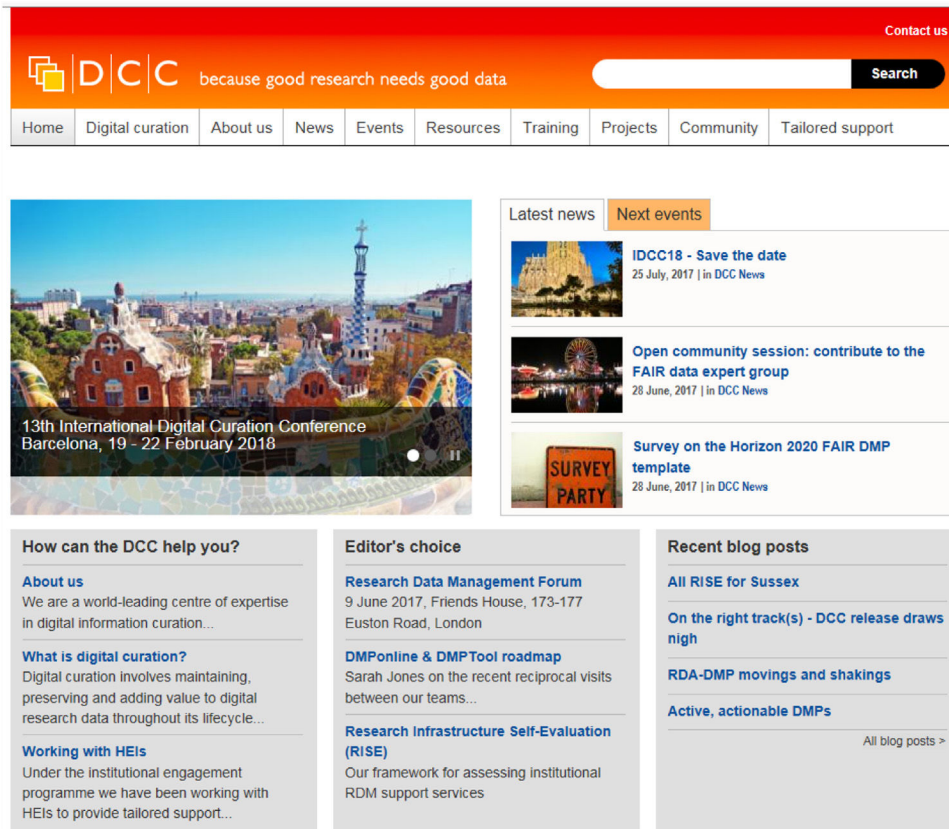 Contact us
D|C|C because good research needs good data
Search
Home
Digital curation
About us
News
Events
Resources
Training
Projects
Community
Tailored support
13th International Digital Curation Conference
Barcelona, 19 - 22 February 2018
Latest news
Next events
IDCC18 - Save the date
25 July, 2017 | in DCC News
Open community session: contribute to the
FAIR data expert group
28 June, 2017 | in DCC News
SURVEY
PARTY
Survey on the Horizon 2020 FAIR DMP
template
28 June, 2017 | in DCC News
How can the DCC help you?
About us
We are a world-leading centre of expertise
in digital information curation...
What is digital curation?
Digital curation involves maintaining,
preserving and adding value to digital
research data throughout its lifecycle...
Working with HEIs
Under the institutional engagement
programme we have been working with
HEIs to provide tailored support...
Editor's choice
Research Data Management Forum
9 June 2017, Friends House, 173-177
Euston Road, London
DMPonline & DMPTool roadmap
Sarah Jones on the recent reciprocal visits
between our teams...
Research Infrastructure Self-Evaluation
(RISE)
Our framework for assessing institutional
RDM support services
Recent blog posts
All RISE for Sussex
On the right track(s) - DCC release draws
nigh
RDA-DMP movings and shakings
Active, actionable DMPs
All blog posts >